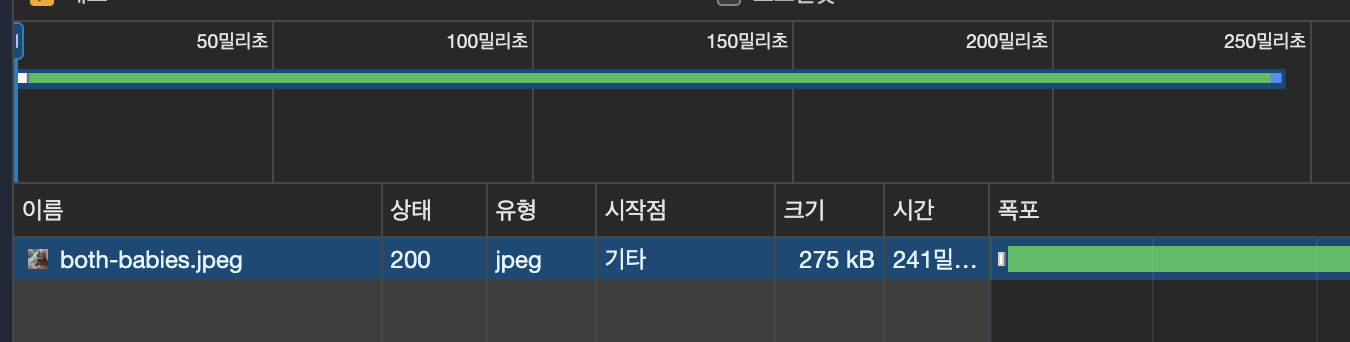 50밀리초 100밀리초 150밀리초 200밀리초 250밀리초
이름 상태 유형 시작점 크기 시간 폭포
both-babies.jpeg 200 jpeg 기타 275 kB 241밀…